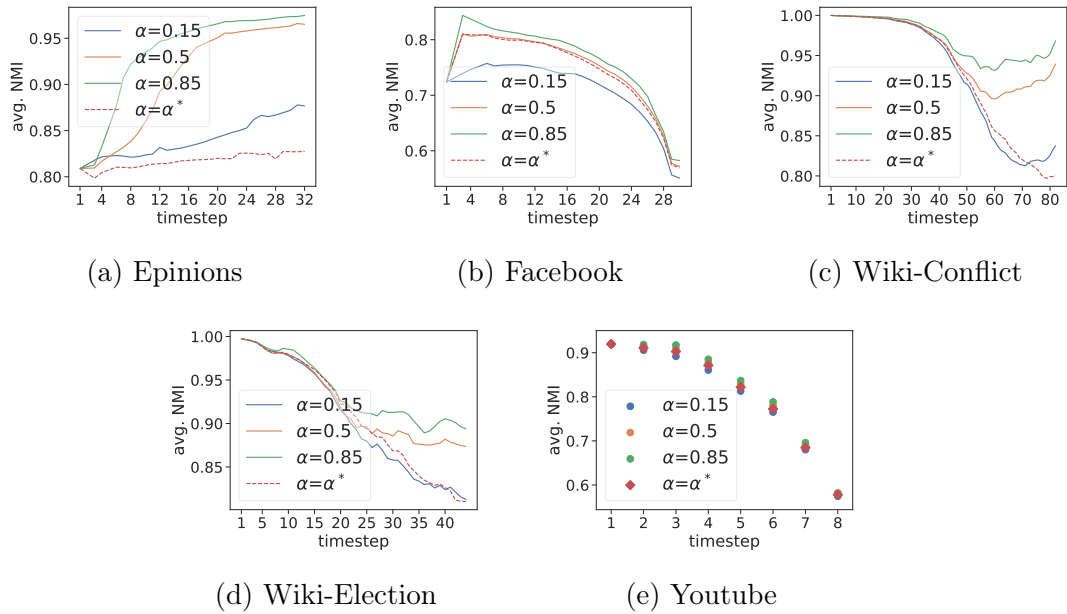 avg. NMI
0.95
0.90
0.85
0.80
α=0.15
α=0.5
α=0.85
α=α*
1 4 8 12 16 20 24 28 32
timestep
(a) Epinions
avg. NMI
0.8
0.7
0.6
α=0.15
α=0.5
α=0.85
α=α*
1 4 8 12 16 20 24 28
timestep
(b) Facebook
avg. NMI
1.00
0.95
0.90
0.85
0.80
α=0.15
α=0.5
α=0.85
α=α*
1 10 20 30 40 50 60 70 80
timestep
(c) Wiki-Conflict
avg. NMI
1.00
0.95
0.90
0.85
α=0.15
α=0.5
α=0.85
α=α*
1 5 10 15 20 25 30 40
timestep
(d) Wiki-Election
avg. NMI
0.9
0.8
0.7
0.6
α=0.15
α=0.5
α=0.85
α=α*
1 2 3 4 5 6 7 8
timestep
(e) Youtube